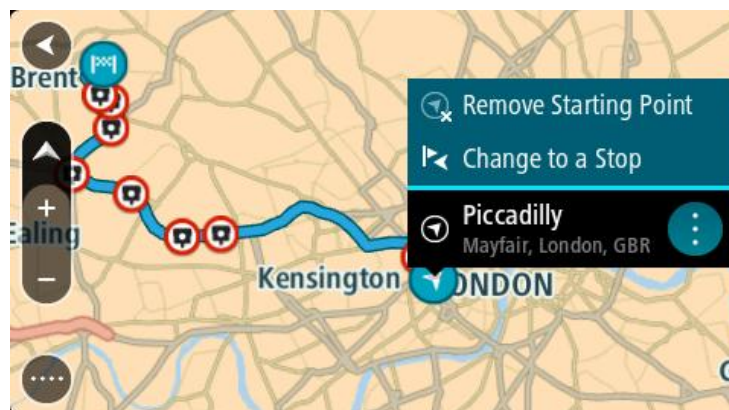 Brent
Remove Starting Point
Change to a Stop
Piccadilly
Mayfair, London, GBR
Ealing
Kensington
ONDON